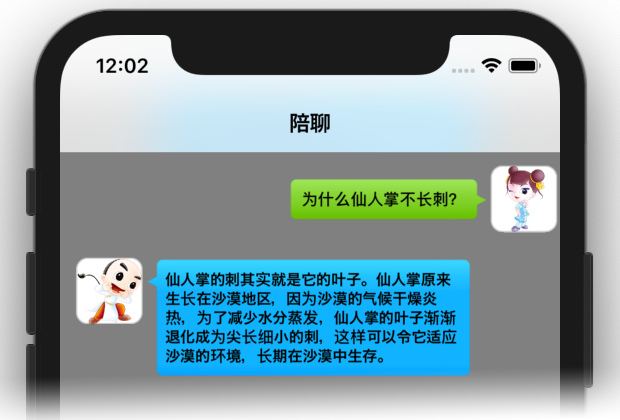 12:02
陪聊
为什么仙人掌不长刺?
仙人掌的刺其实就是它的叶子。仙人掌原来
生长在沙漠地区，因为沙漠的气候干燥炎
热，为了减少水分蒸发，仙人掌的叶子渐渐
退化成为尖长细小的刺，这样可以令它适应
沙漠的环境，长期在沙漠中生存。